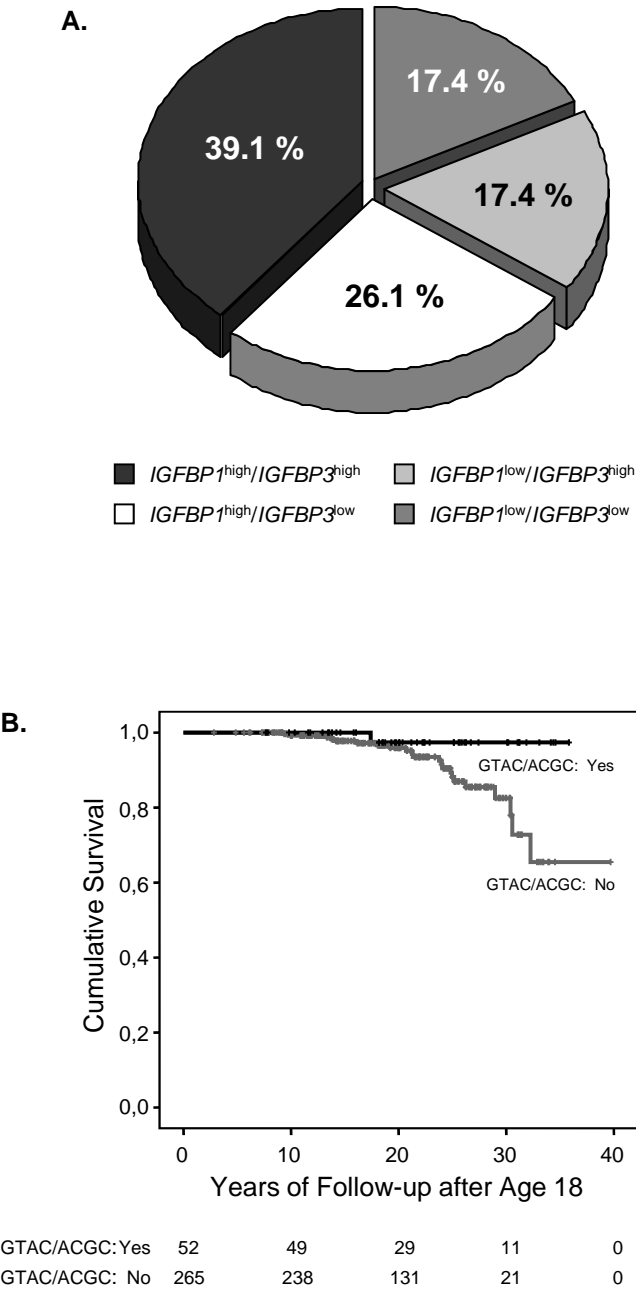 A.
17.4 %
39.1 %
17.4 %
26.1 %
IGFBP1high/IGFBP3high IGFBP1low/IGFBP3high
IGFBP1high/IGFBP3low IGFBP1low/IGFBP3low
B.
1,0
GTAC/ACGC: Yes
0,8
GTAC/ACGC: No
0,6
0,4
0,2
0,0
Cumulative Survival
0 10 20 30 40
Years of Follow-up after Age 18
GTAC/ACGC: Yes 52 49 29 11 0
GTAC/ACGC: No 265 238 131 21 0